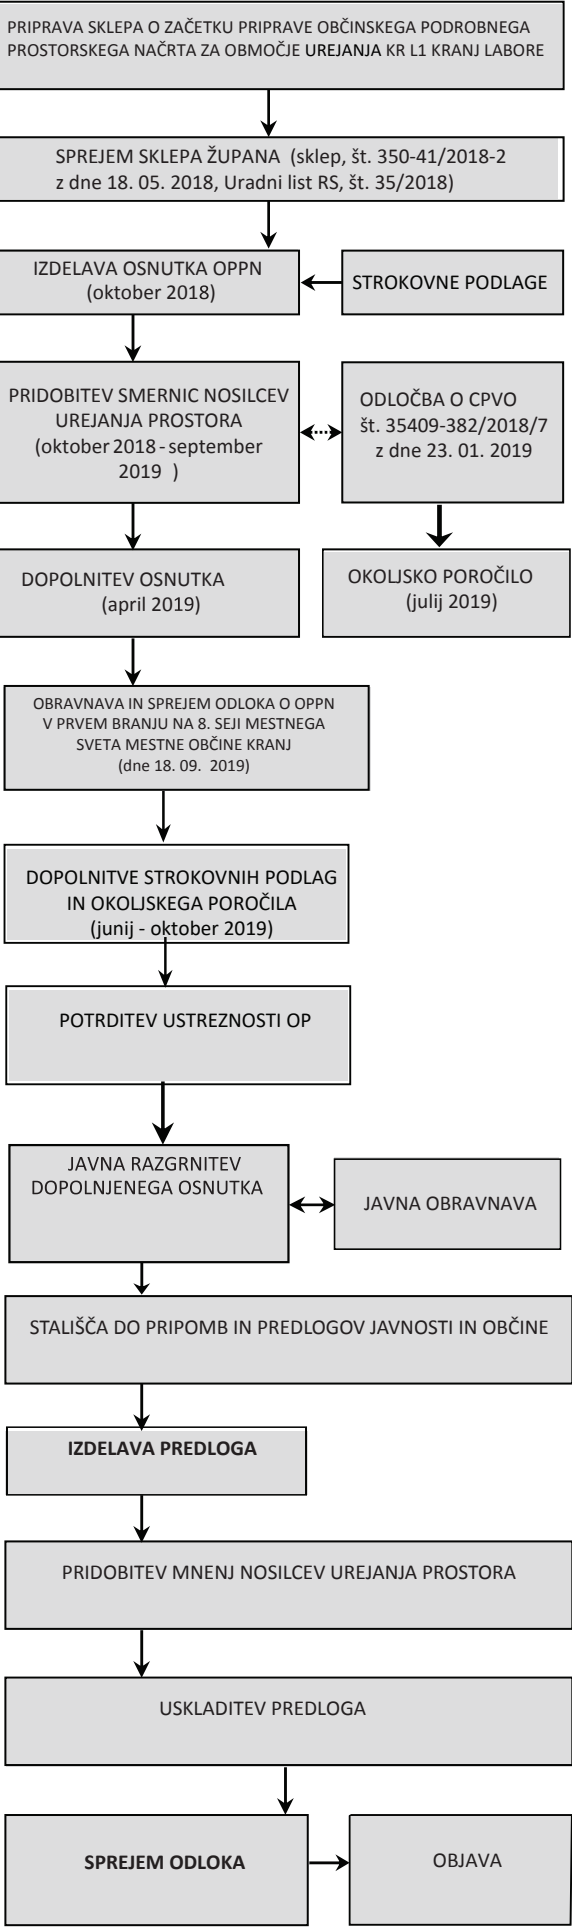 PRIPRAVA SKLEPA O ZAČETKU PRIPRAVE OBČINSKEGA PODROBNEGA
PROSTORSKEGA NAČRTA ZA OBMOČJE UREJANJA KR L1 KRANJ LABORE
SPREJEM SKLEPA ŽUPANA (sklep, št. 350-41/2018-2
z dne 18. 05. 2018, Uradni list RS, št. 35/2018)
IZDELAVA OSNUTKA OPPN
(oktober 2018)
STROKOVNE PODLAGE
PRIDOBITEV SMERNIC NOSILCEV
UREJANJA PROSTORA
(oktober 2018 - september
2019 )
ODLOČBA O CPVO
št. 35409-382/2018/7
z dne 23. 01. 2019
DOPOLNITEV OSNUTKA
(april 2019)
OKOLJSKO POROČILO
(julij 2019)
OBRAVNAVA IN SPREJEM ODLOKA O OPPN
V PRVEM BRANJU NA 8. SEJI MESTNEGA
SVETA MESTNE OBČINE KRANJ
(dne 18. 09. 2019)
DOPOLNITVE STROKOVNIH PODLAG
IN OKOLJSKEGA POROČILA
(junij - oktober 2019)
POTRDITEV USTREZNOSTI OP
JAVNA RAZGRNITEV
DOPOLNJENEGA OSNUTKA
JAVNA OBRAVNAVA
STALIŠČA DO PRIPOMB IN PREDLOGOV JAVNOSTI IN OBČINE
IZDELAVA PREDLOGA
PRIDOBITEV MNENJ NOSILCEV UREJANJA PROSTORA
USKLADITEV PREDLOGA
SPREJEM ODLOKA
OBJAVA